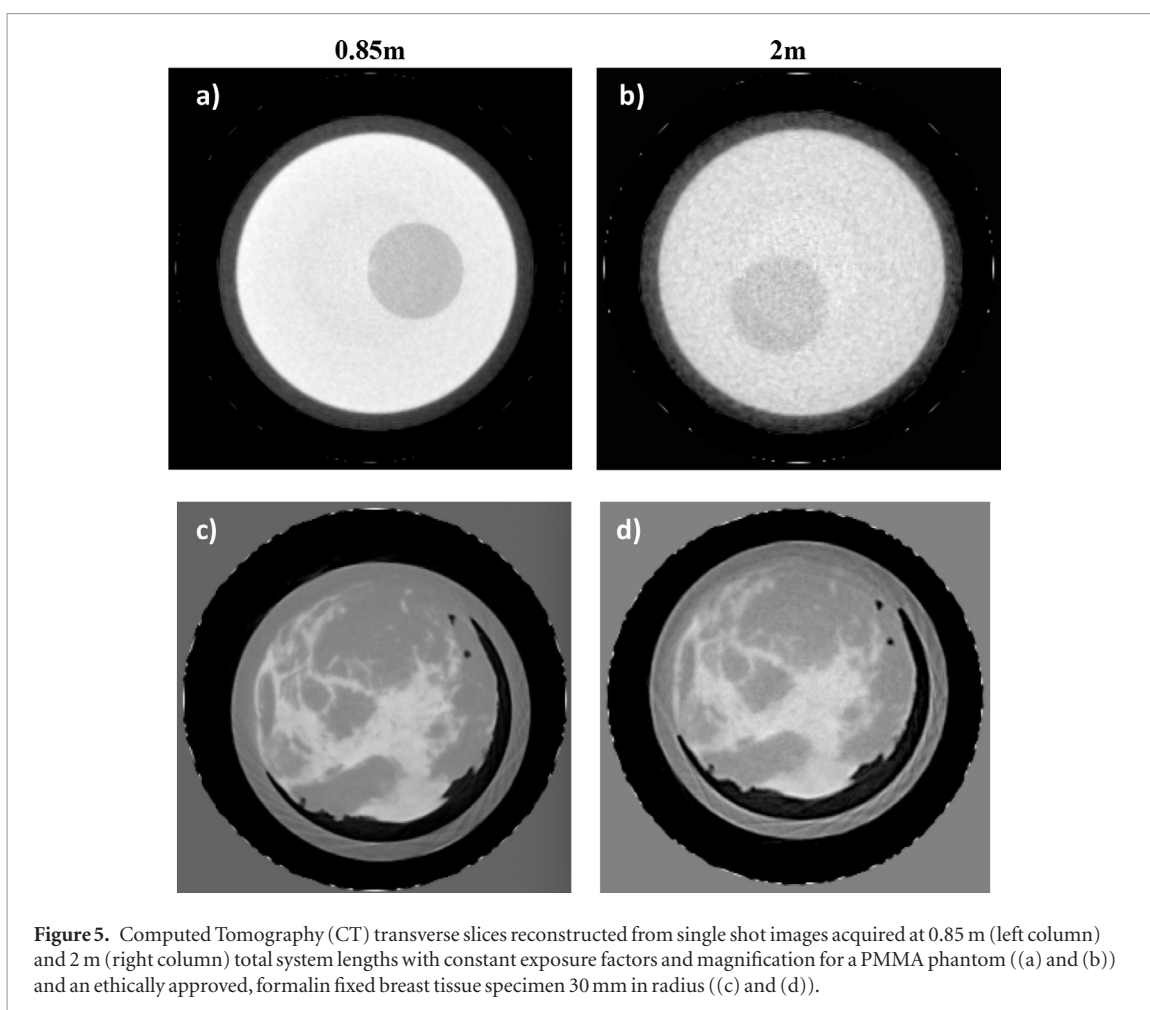 0.85m
2m
a)
b)
c)
d)
Figure 5. Computed Tomography (CT) transverse slices reconstructed from single shot images acquired at 0.85 m (left column)
and 2 m (right column) total system lengths with constant exposure factors and magnification for a PMMA phantom ((a) and (b))
and an ethically approved, formalin fixed breast tissue specimen 30 mm in radius ((c) and (d)).